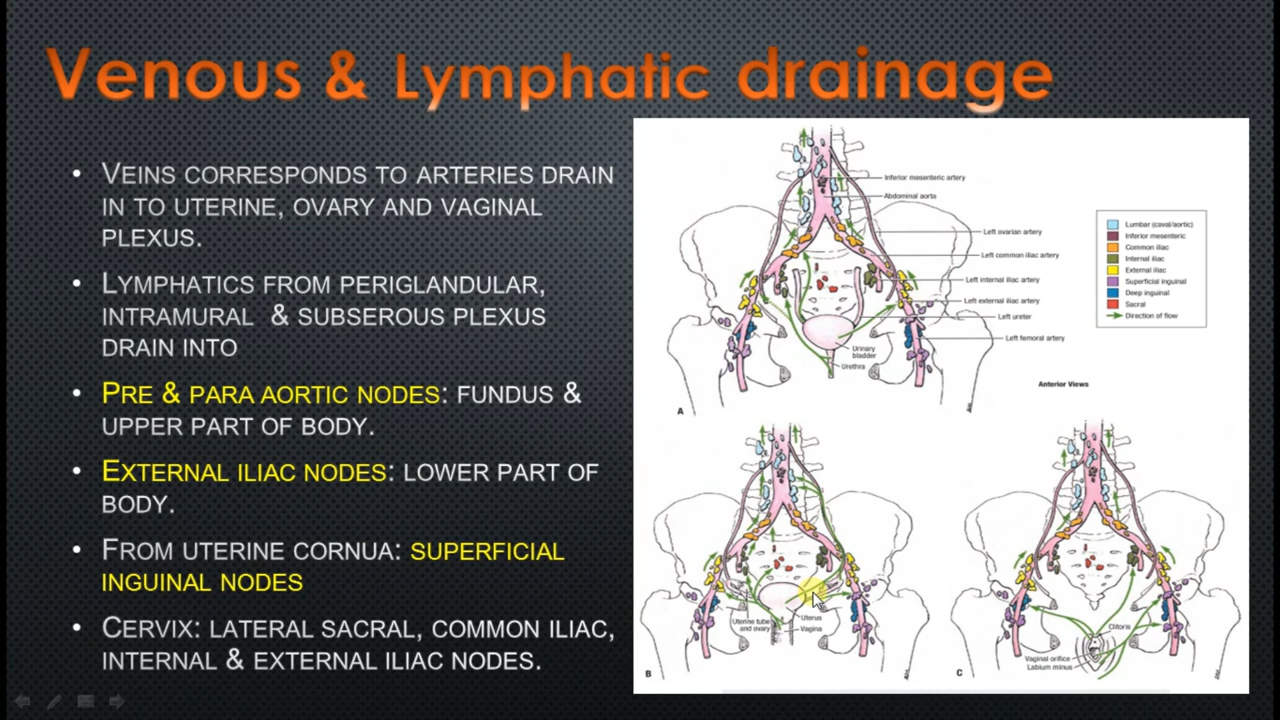 Venous & Lymphatic drainage
• VEINS CORRESPONDS TO ARTERIES DRAIN
IN TO UTERINE, OVARY AND VAGINAL
PLEXUS.
• LYMPHATICS FROM PERIGLANDULAR,
INTRAMURAL & SUBSEROUS PLEXUS
DRAIN INTO
• PRE & PARA AORTIC NODES: FUNDUS &
UPPER PART OF BODY.
• EXTERNAL ILIAC NODES: LOWER PART OF
BODY.
• FROM UTERINE CORNUA: SUPERFICIAL
INGUINAL NODES
• CERVIX: LATERAL SACRAL, COMMON ILIAC,
INTERNAL & EXTERNAL ILIAC NODES.
Inferior mesenteric artery
Abdominal aorta
Left ovarian artery
Left common iliac artery
Left internal iliac artery
Left external iliac artery
Left ureter
Left femoral artery
Urinary
bladder
Urethra
Lumbar (caval/aortic)
Inferior mesenteric
Common iliac
Internal iliac
External iliac
Superficial inguinal
Deep inguinal
Sacral
Direction of flow
Anterior Views
A
Uterine tube
and ovary
Uterus
Vagina
B
Clitoris
Vaginal orifice
Labium minus
C